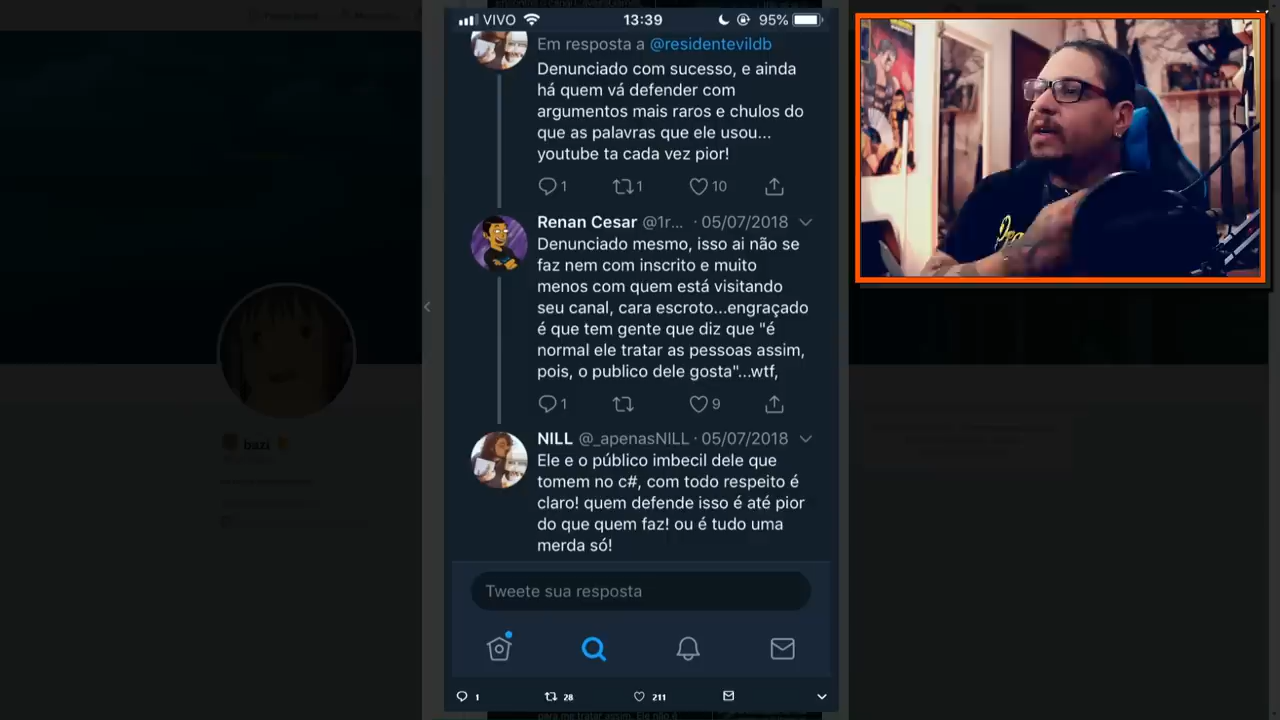 VIVO 13:39 95%
Em resposta a @residentevildb
Denunciado com sucesso, e ainda
há quem vá defender com
argumentos mais raros e chulos do
que as palavras que ele usou...
youtube ta cada vez pior!
1 1 10
Renan Cesar @1r... · 05/07/2018
Denunciado mesmo, isso ai não se
faz nem com inscrito e muito
menos com quem está visitando
seu canal, cara escroto...engraçado
é que tem gente que diz que "é
normal ele tratar as pessoas assim,
pois, o publico dele gosta"...wtf,
1 9
NILL @_apenasNILL · 05/07/2018
Ele e o público imbecil dele que
tomem no c#, com todo respeito é
claro! quem defende isso é até pior
do que quem faz! ou é tudo uma
merda só!
Tweete sua resposta
1 28 211
bazi